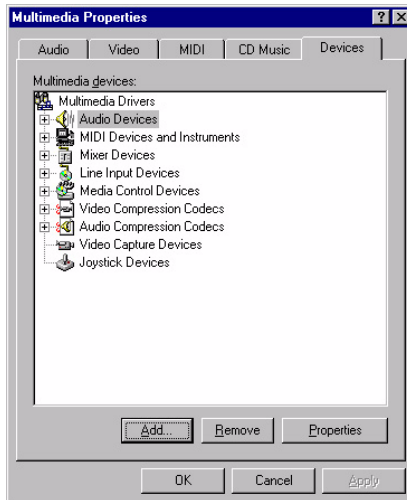 Multimedia Properties
Audio Video MIDI CD Music Devices
Multimedia devices:
Multimedia Drivers
Audio Devices
MIDI Devices and Instruments
Mixer Devices
Line Input Devices
Media Control Devices
Video Compression Codecs
Audio Compression Codecs
Video Capture Devices
Joystick Devices
Add... Remove Properties
OK Cancel Apply